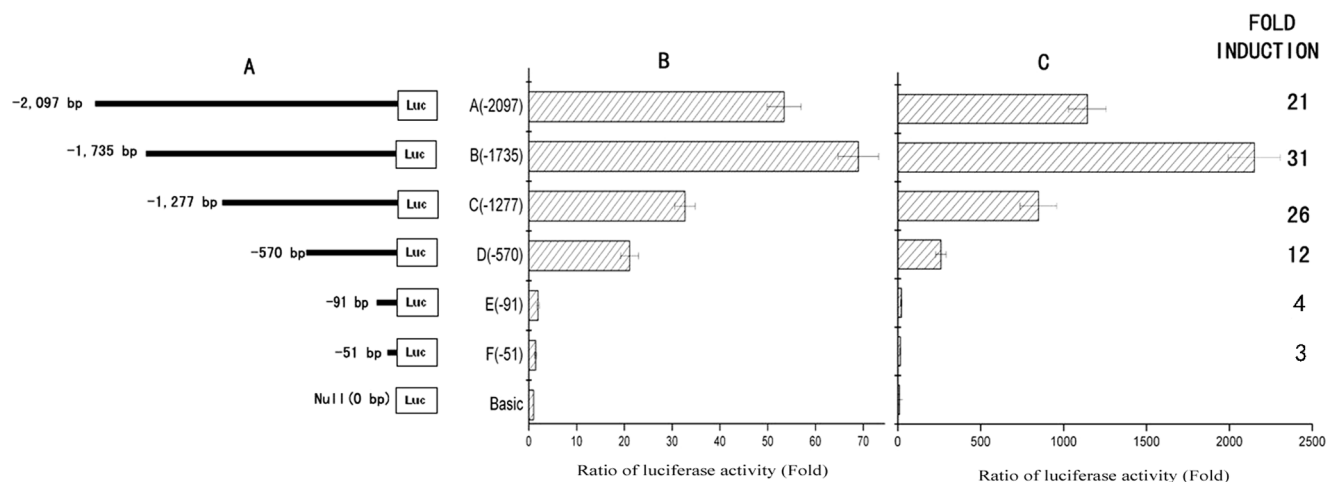 FOLD
INDUCTION
A
B
C
-2,097 bp
Luc
A(-2097)
21
-1,735 bp
Luc
B(-1735)
31
-1,277 bp
Luc
C(-1277)
26
-570 bp
Luc
D(-570)
12
-91 bp
Luc
E(-91)
4
-51 bp
Luc
F(-51)
3
Null(0 bp)
Luc
Basic
0 10 20 30 40 50 60 70
0 500 1000 1500 2000 2500
Ratio of luciferase activity (Fold)
Ratio of luciferase activity (Fold)